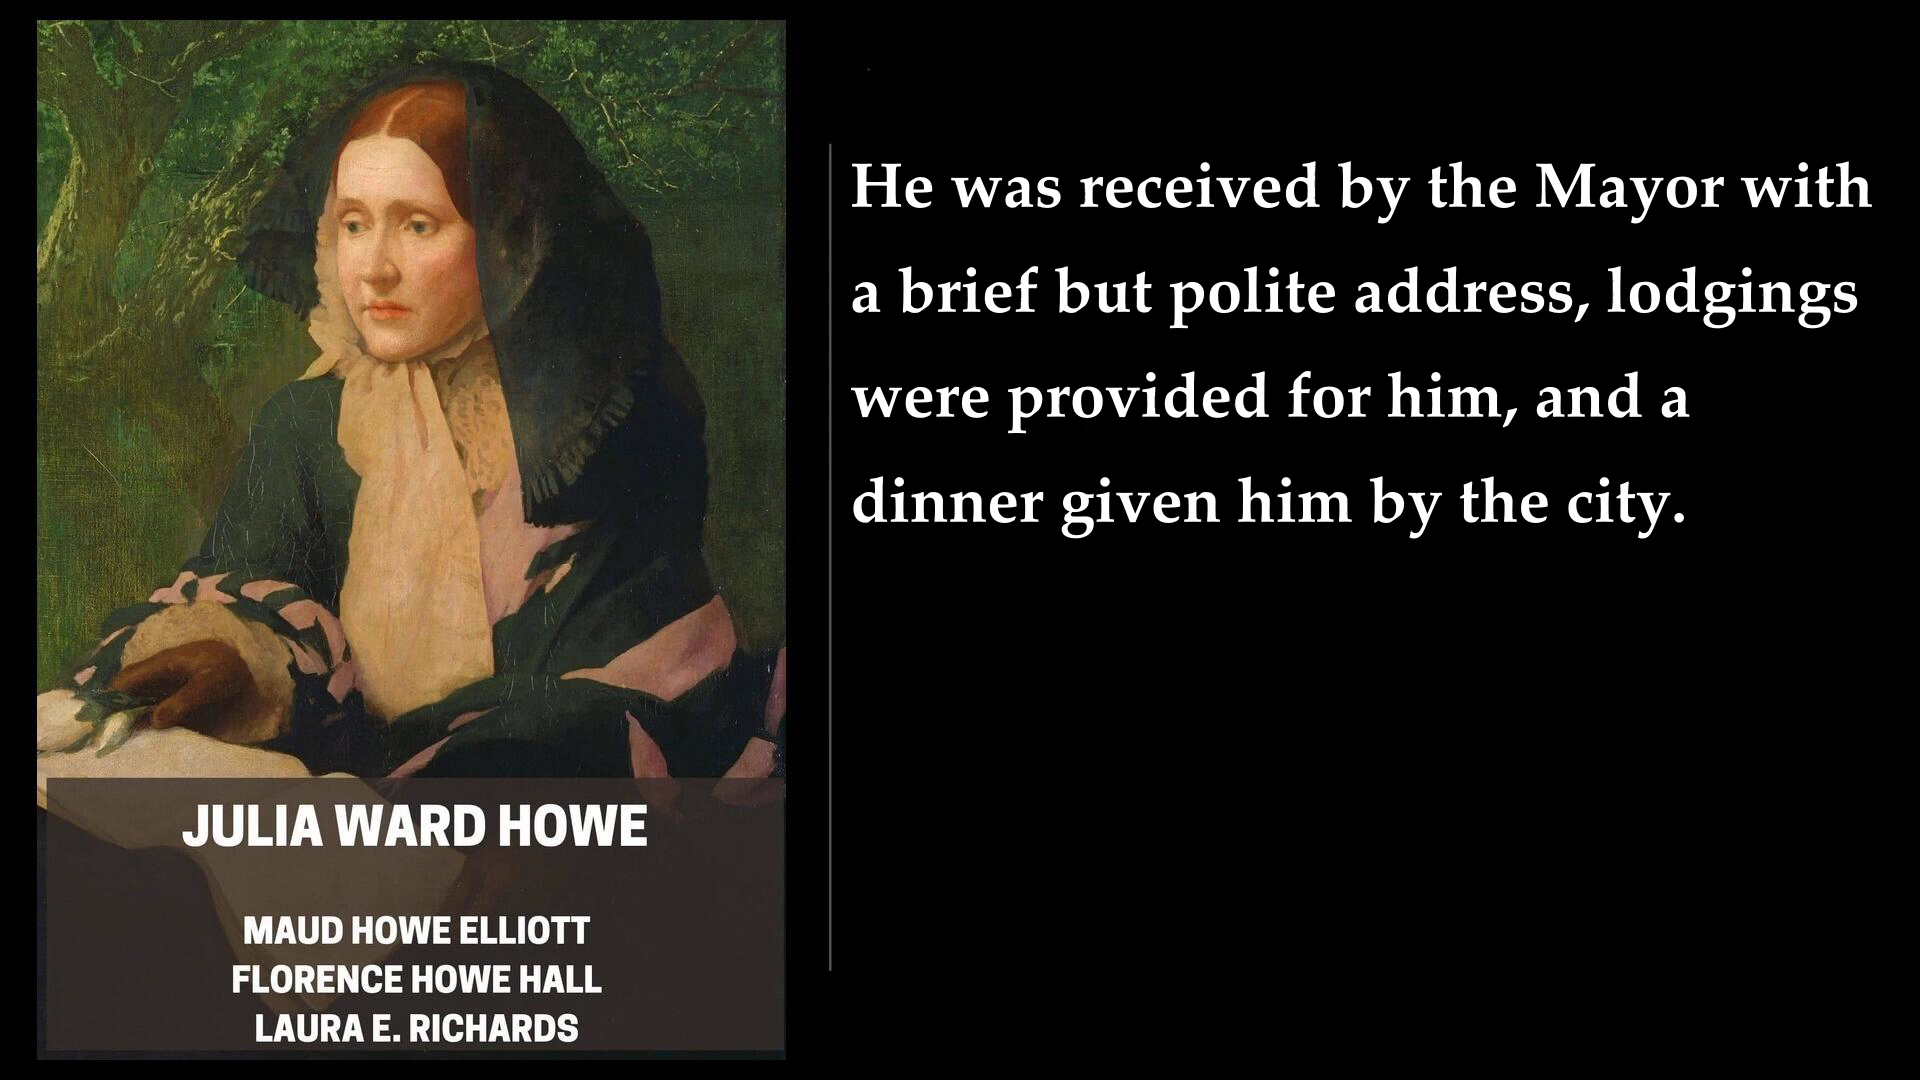 He was received by the Mayor with
a brief but polite address, lodgings
were provided for him, and a
dinner given him by the city.
JULIA WARD HOWE
MAUD HOWE ELLIOTT
FLORENCE HOWE HALL
LAURA E. RICHARDS